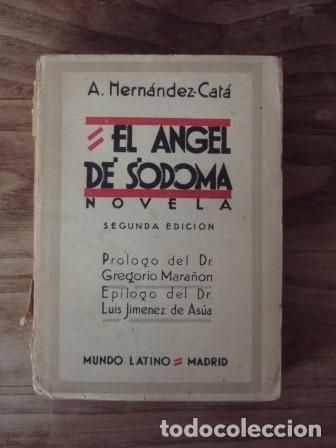 A. Hernández-Catá
EL ANGEL
DE SODOMA
NOVELA
SEGUNDA EDICION
Prologo del Dr
Gregorio Marañon
Epilogo del Dr.
Luis Jimenez de Asúa
MUNDO LATINO = MADRID
todocoleccion